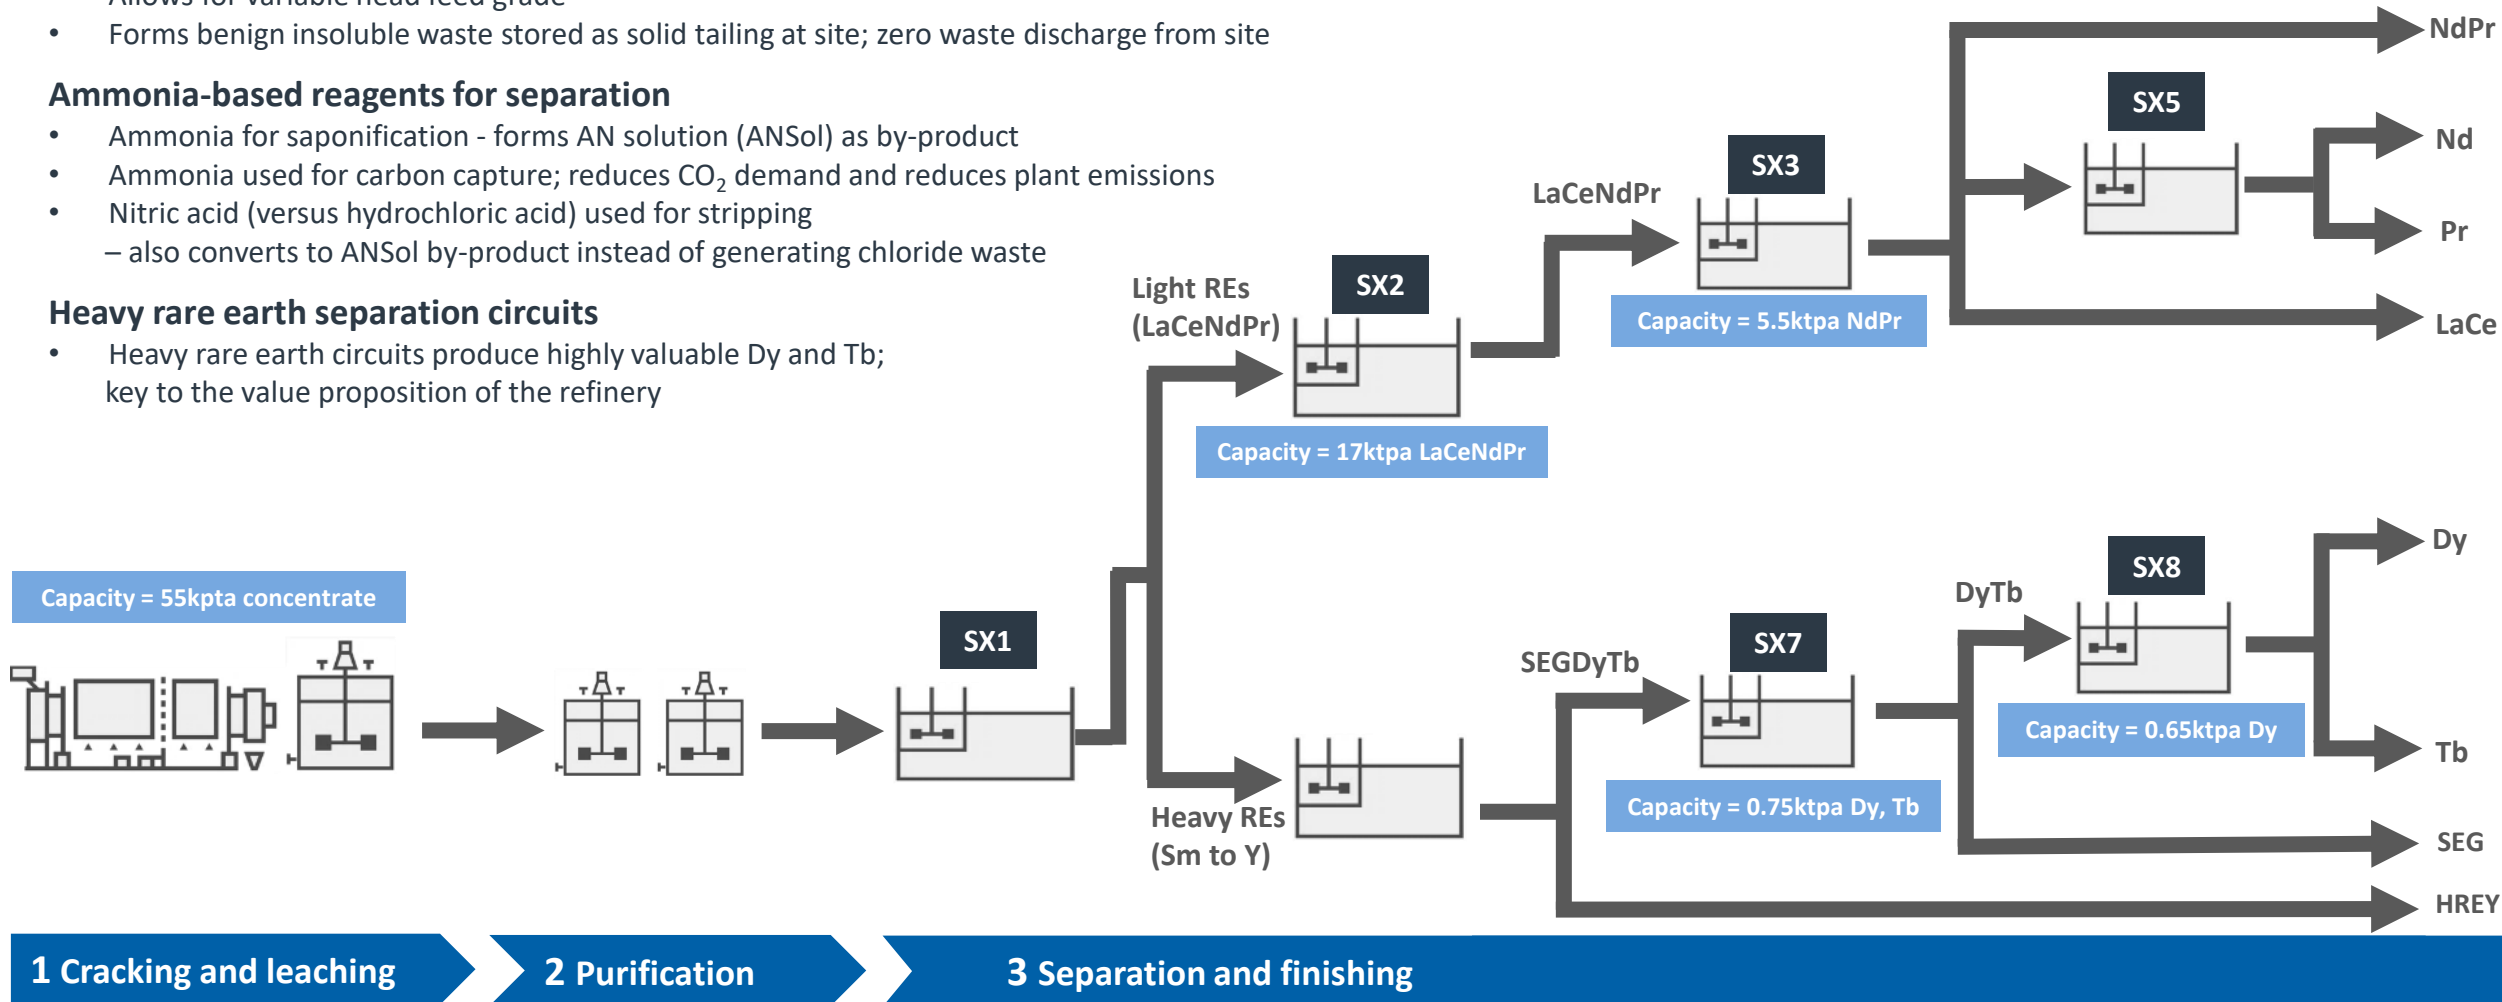 Allows for variable head feed grade
• Forms benign insoluble waste stored as solid tailing at site; zero waste discharge from site
Ammonia-based reagents for separation
• Ammonia for saponification - forms AN solution (ANSol) as by-product
• Ammonia used for carbon capture; reduces CO₂ demand and reduces plant emissions
• Nitric acid (versus hydrochloric acid) used for stripping
– also converts to ANSol by-product instead of generating chloride waste
Heavy rare earth separation circuits
• Heavy rare earth circuits produce highly valuable Dy and Tb;
key to the value proposition of the refinery
Capacity = 55kpta concentrate
SX1
Light REs
(LaCeNdPr)
SX2
Capacity = 17ktpa LaCeNdPr
LaCeNdPr
SX3
Capacity = 5.5ktpa NdPr
SX5
NdPr
Nd
Pr
LaCe
Heavy REs
(Sm to Y)
SEGDyTb
SX7
Capacity = 0.75ktpa Dy, Tb
DyTb
SX8
Capacity = 0.65ktpa Dy
Dy
Tb
SEG
HREY
1 Cracking and leaching
2 Purification
3 Separation and finishing